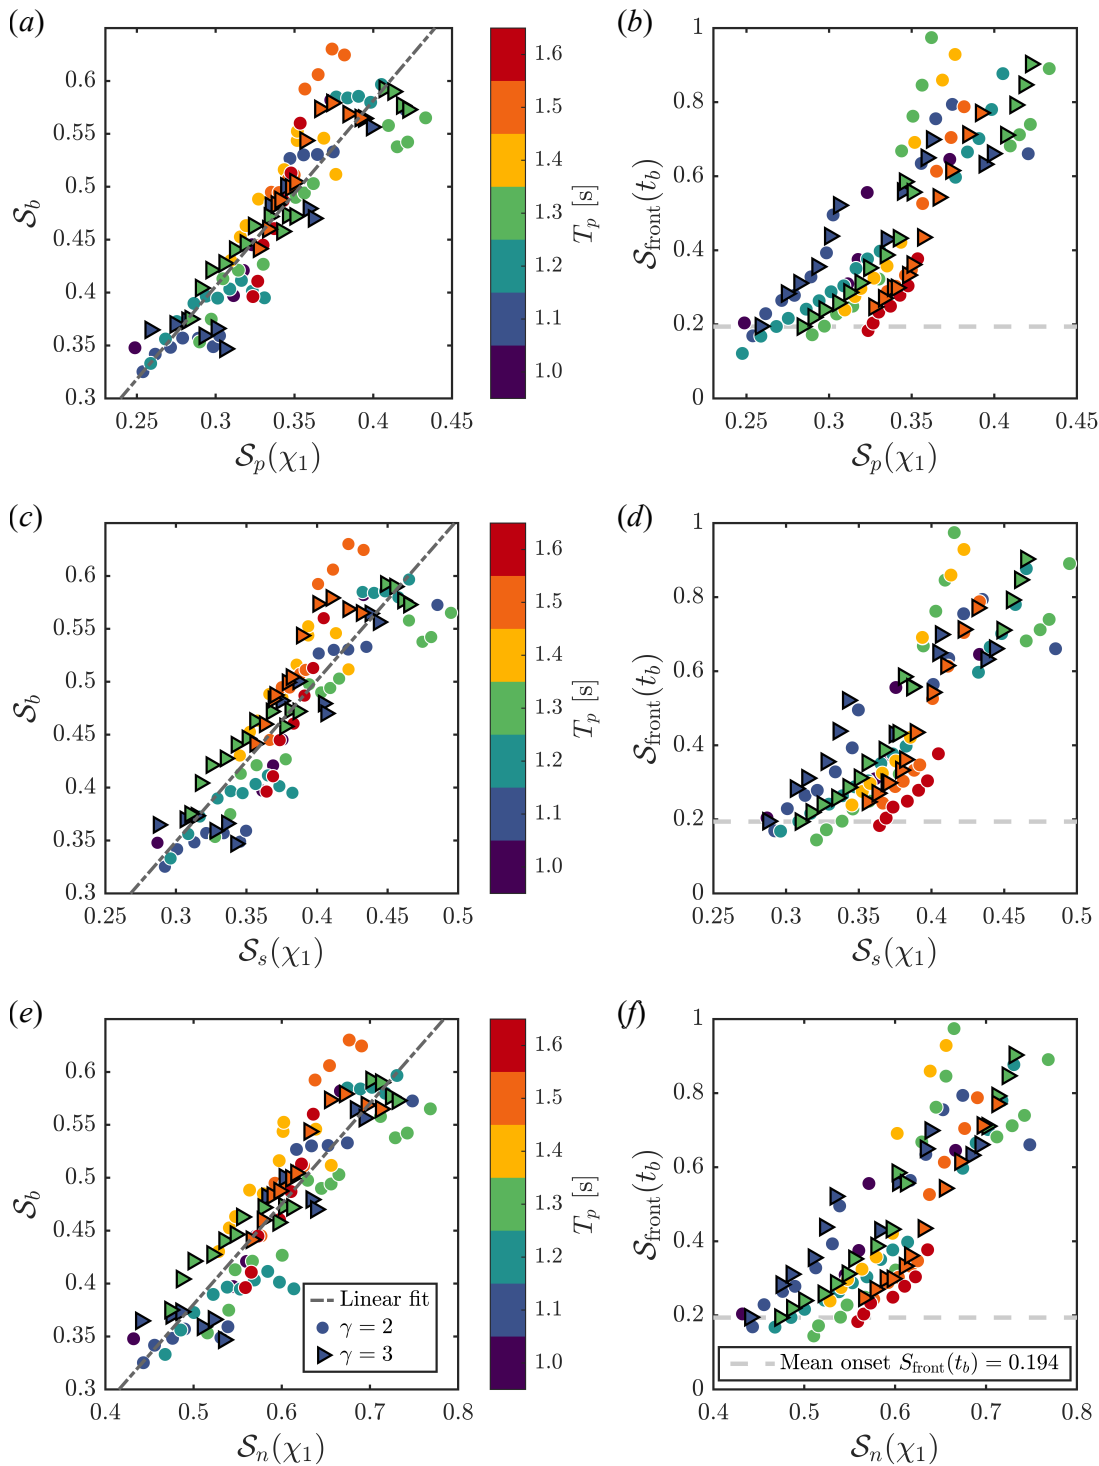 (a)
0.6
0.55
0.5
0.45
0.4
0.35
0.3
S_b
0.25 0.3 0.35 0.4 0.45
S_p(χ_1)
1.6
1.5
1.4
1.3
1.2
1.1
1.0
T_p [s]
(b)
1
0.8
0.6
0.4
0.2
0
S_front(t_b)
0.25 0.3 0.35 0.4 0.45
S_p(χ_1)
(c)
0.6
0.55
0.5
0.45
0.4
0.35
0.3
S_b
0.25 0.3 0.35 0.4 0.45 0.5
S_s(χ_1)
1.6
1.5
1.4
1.3
1.2
1.1
1.0
T_p [s]
(d)
1
0.8
0.6
0.4
0.2
0
S_front(t_b)
0.25 0.3 0.35 0.4 0.45 0.5
S_s(χ_1)
(e)
0.6
0.55
0.5
0.45
0.4
0.35
0.3
S_b
Linear fit
γ = 2
γ = 3
0.4 0.5 0.6 0.7 0.8
S_n(χ_1)
1.6
1.5
1.4
1.3
1.2
1.1
1.0
T_p [s]
(f)
1
0.8
0.6
0.4
0.2
0
S_front(t_b)
Mean onset S_front(t_b) = 0.194
0.4 0.5 0.6 0.7 0.8
S_n(χ_1)